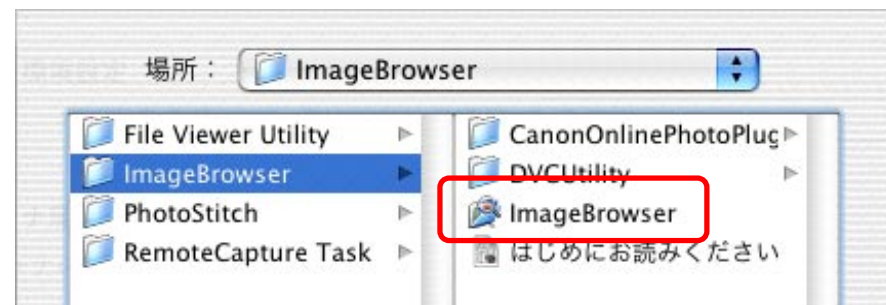 場所： ImageBrowser
File Viewer Utility
ImageBrowser
PhotoStitch
RemoteCapture Task
CanonOnlinePhotoPlug
DVCUtility
ImageBrowser
はじめにお読みください